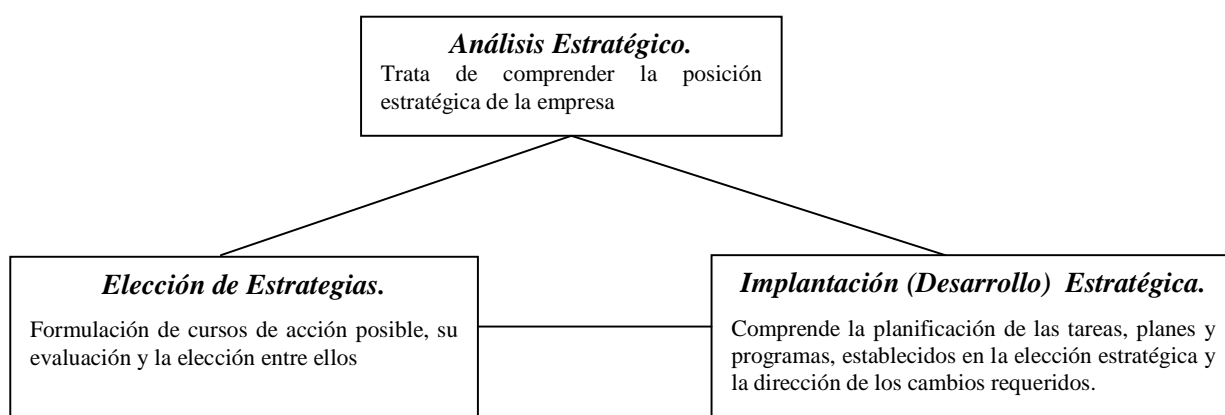 Análisis Estratégico.
Trata de comprender la posición
estratégica de la empresa
Elección de Estrategias.
Formulación de cursos de acción posible, su
evaluación y la elección entre ellos
Implantación (Desarrollo) Estratégica.
Comprende la planificación de las tareas, planes y
programas, establecidos en la elección estratégica y
la dirección de los cambios requeridos.